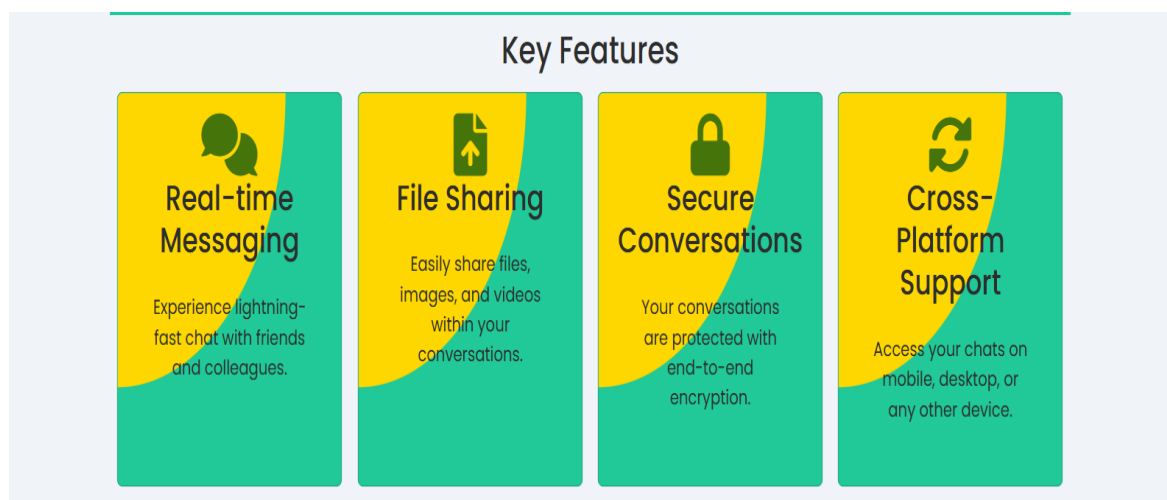 Key Features
Real-time
Messaging
Experience lightning-
fast chat with friends
and colleagues.
File Sharing
Easily share files,
images, and videos
within your
conversations.
Secure
Conversations
Your conversations
are protected with
end-to-end
encryption.
Cross-
Platform
Support
Access your chats on
mobile, desktop, or
any other device.